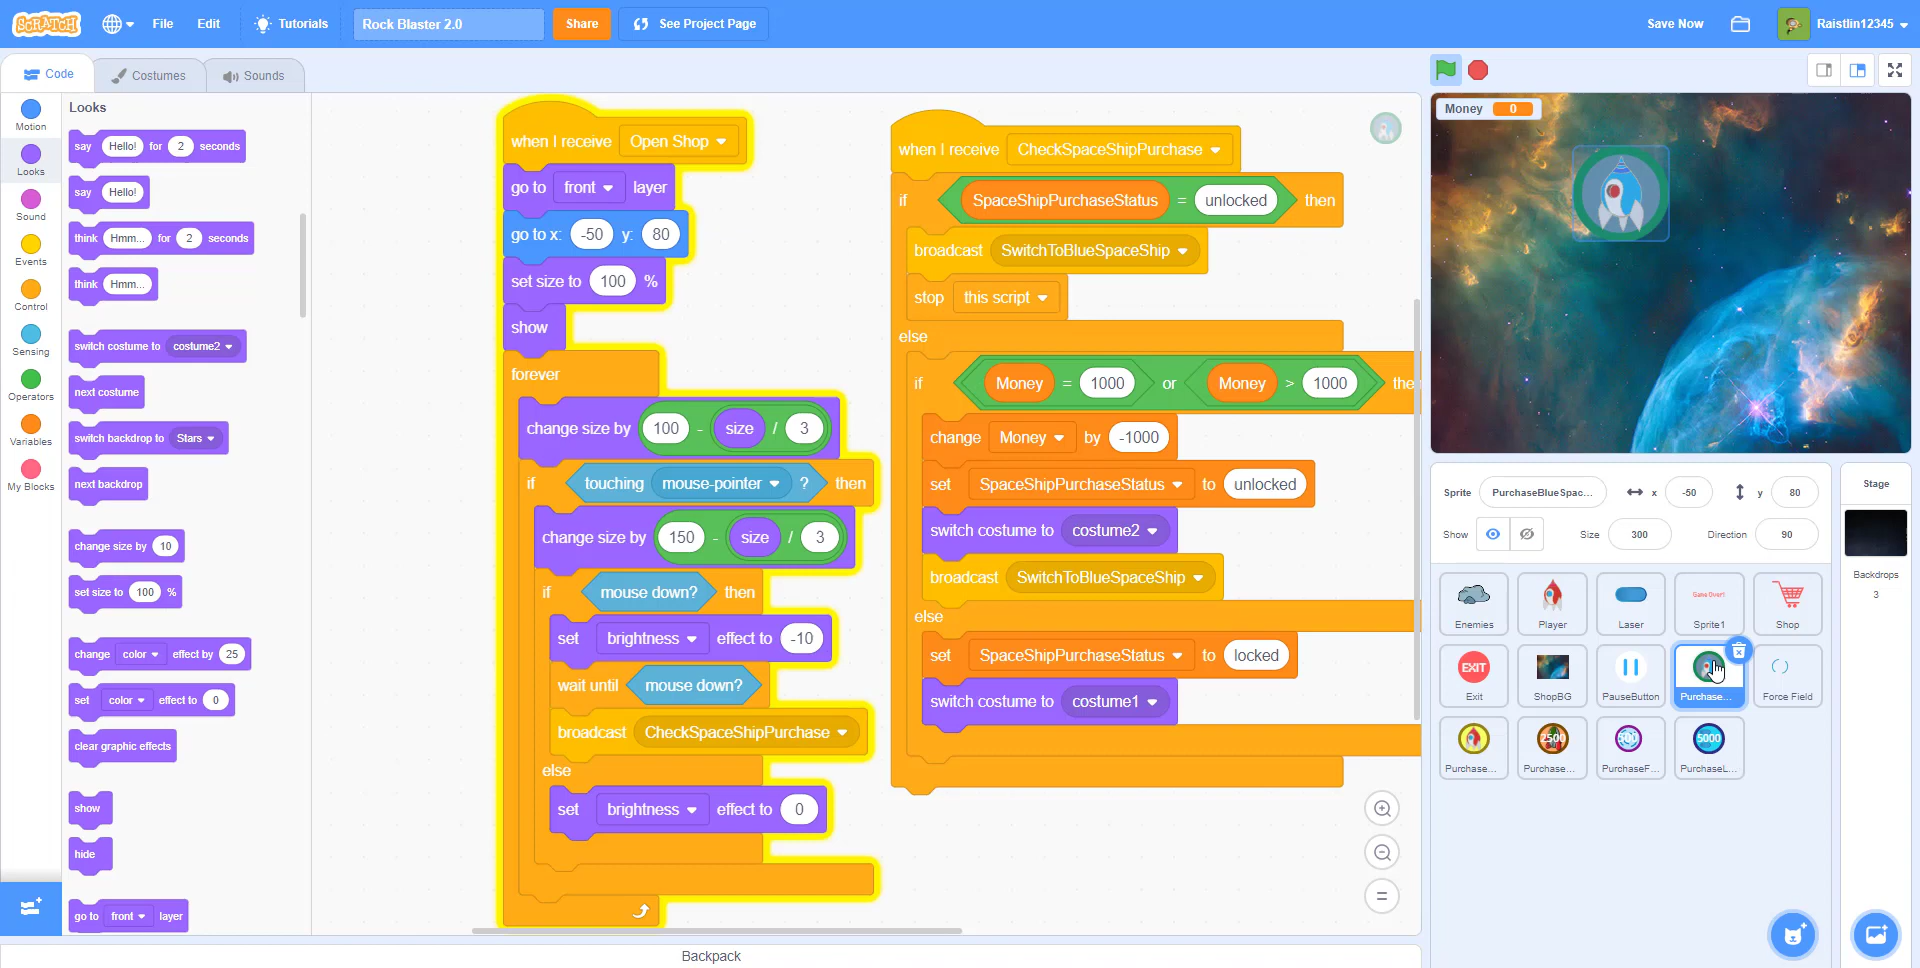 SCRATCH
File
Edit
Tutorials
Rock Blaster 2.0
Share
See Project Page
Save Now
Raistlin12345
Code
Costumes
Sounds
Motion
Looks
Sound
Events
Control
Sensing
Operators
Variables
My Blocks
Looks
say Hello! for 2 seconds
say Hello!
think Hmm... for 2 seconds
think Hmm...
switch costume to costume2
next costume
switch backdrop to Stars
next backdrop
change size by 10
set size to 100 %
change color effect by 25
set color effect to 0
clear graphic effects
show
hide
go to front layer
when I receive Open Shop
go to front layer
go to x: -50 y: 80
set size to 100 %
show
forever
change size by 100 - size / 3
if touching mouse-pointer ? then
change size by 150 - size / 3
if mouse down? then
set brightness effect to -10
wait until mouse down?
broadcast CheckSpaceShipPurchase
else
set brightness effect to 0
when I receive CheckSpaceShipPurchase
if SpaceShipPurchaseStatus = unlocked then
broadcast SwitchToBlueSpaceShip
stop this script
else
if Money = 1000 or Money > 1000 the
change Money by -1000
set SpaceShipPurchaseStatus to unlocked
switch costume to costume2
broadcast SwitchToBlueSpaceShip
else
set SpaceShipPurchaseStatus to locked
switch costume to costume1
Backpack
Money 0
Sprite PurchaseBlueSpac... x -50 y 80
Show Size 300 Direction 90
Enemies
Player
Laser
Game Over!
Sprite1
Shop
EXIT
Exit
ShopBG
PauseButton
Purchase...
Force Field
Purchase...
2500
Purchase...
500
PurchaseF...
5000
PurchaseL...
Stage
Backdrops
3